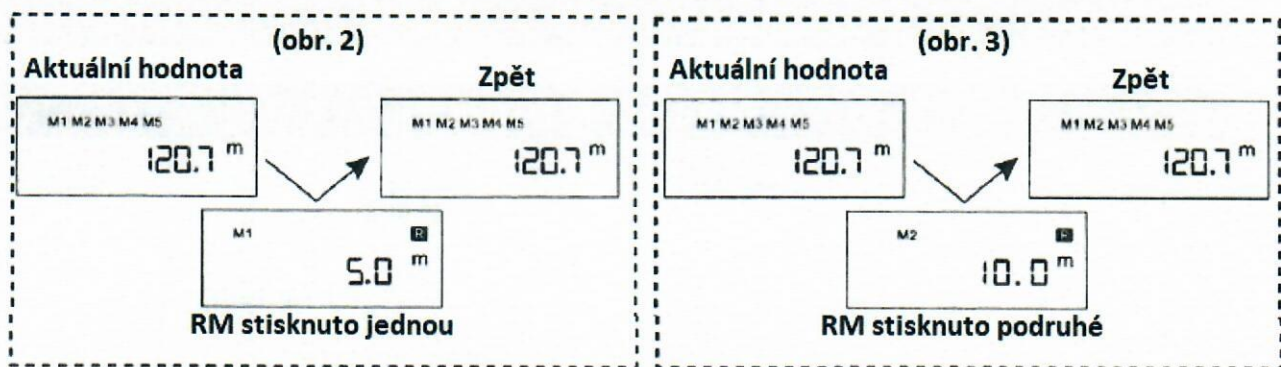 (obr. 2)
Aktuální hodnota
Zpět
M1 M2 M3 M4 M5
120.7 m
M1 M2 M3 M4 M5
120.7 m
M1 R
5.0 m
RM stisknuto jednou
(obr. 3)
Aktuální hodnota
Zpět
M1 M2 M3 M4 M5
120.7 m
M1 M2 M3 M4 M5
120.7 m
M2 R
10.0 m
RM stisknuto podruhé